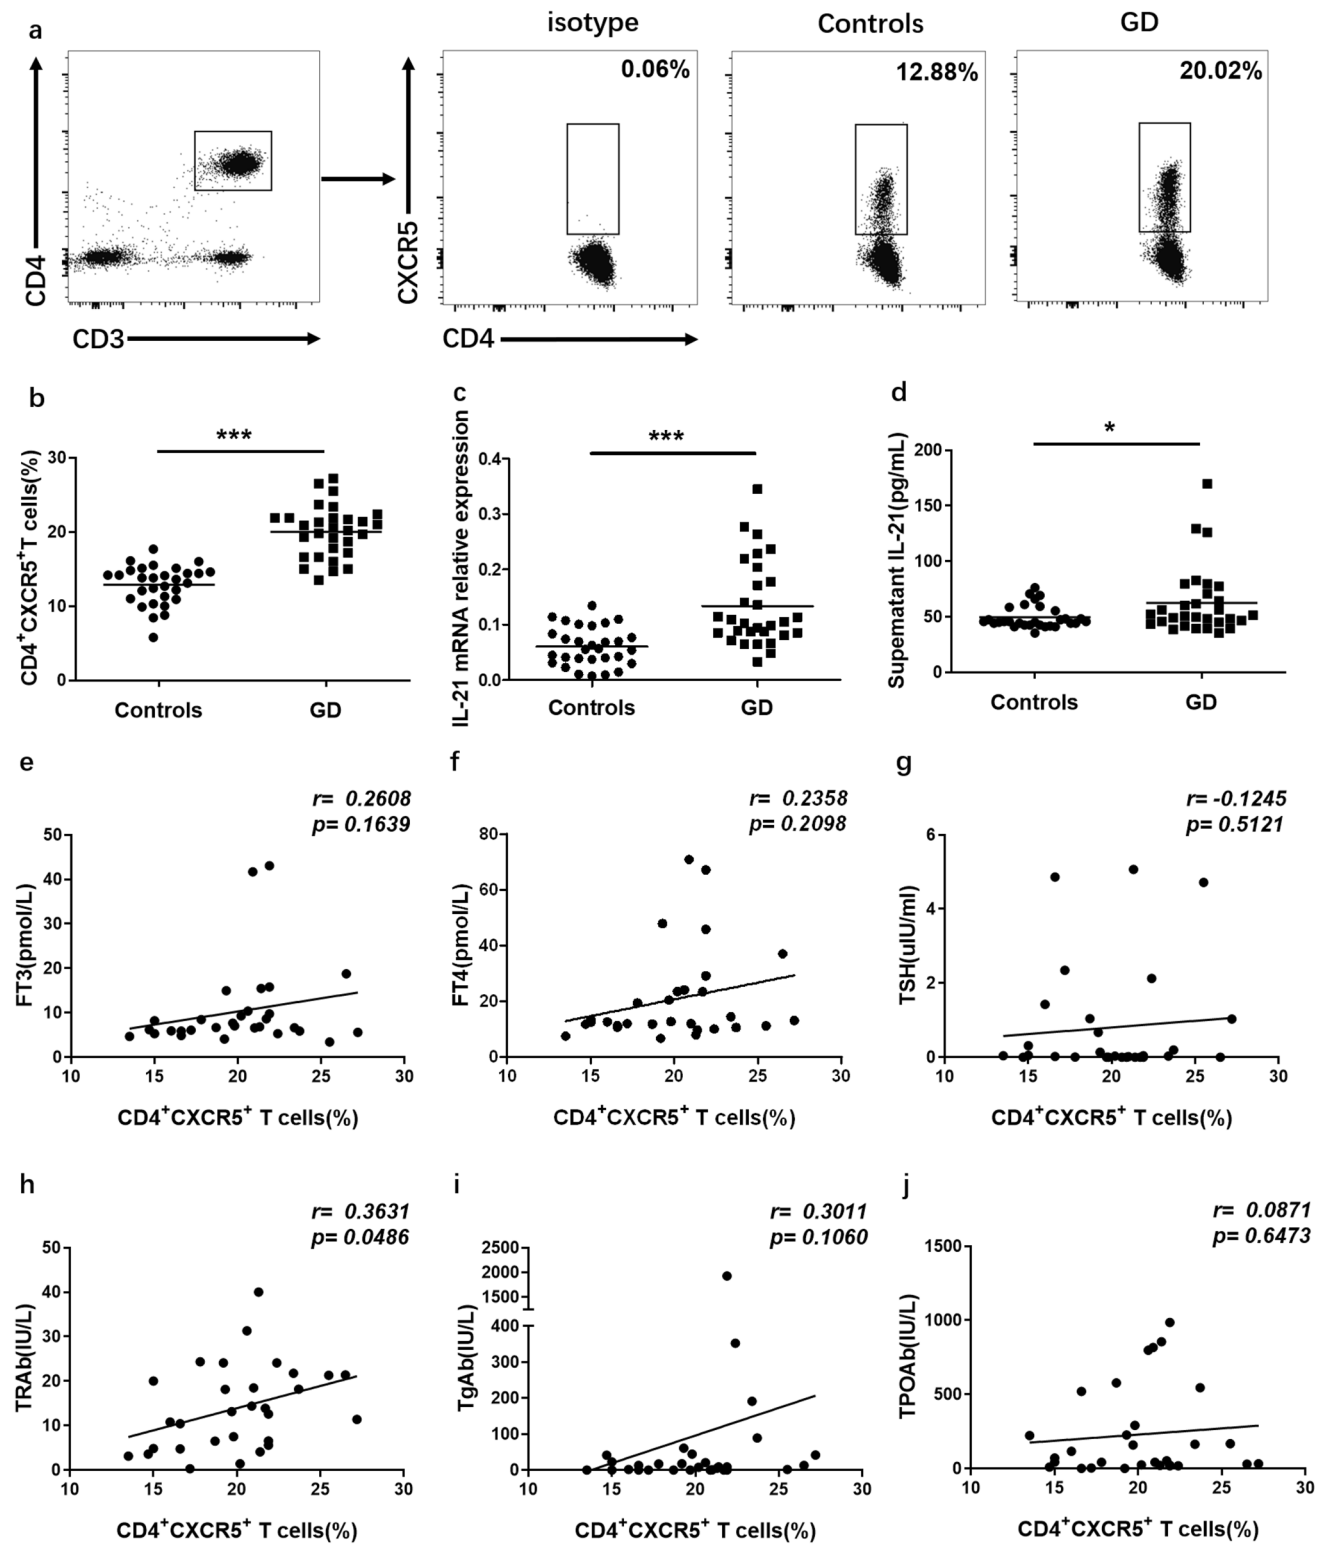 a
isotype
Controls
GD
0.06%
12.88%
20.02%
CD4
CXCR5
CD3
CD4
b
c
d
***
***
*
CD4+CXCR5+T cells(%)
30
20
10
0
Controls
GD
IL-21 mRNA relative expression
0.4
0.3
0.2
0.1
0.0
Controls
GD
Supernatant IL-21(pg/mL)
200
150
100
50
0
Controls
GD
e
r= 0.2608
p= 0.1639
FT3(pmol/L)
50
40
30
20
10
0
10 15 20 25 30
CD4+CXCR5+ T cells(%)
f
r= 0.2358
p= 0.2098
FT4(pmol/L)
80
60
40
20
0
10 15 20 25 30
CD4+CXCR5+ T cells(%)
g
r= -0.1245
p= 0.5121
TSH(uIU/ml)
6
4
2
0
10 15 20 25 30
CD4+CXCR5+ T cells(%)
h
r= 0.3631
p= 0.0486
TRAb(IU/L)
50
40
30
20
10
0
10 15 20 25 30
CD4+CXCR5+ T cells(%)
i
r= 0.3011
p= 0.1060
TgAb(IU/L)
2500
2000
1500
400
300
200
100
0
10 15 20 25 30
CD4+CXCR5+ T cells(%)
j
r= 0.0871
p= 0.6473
TPOAb(IU/L)
1500
1000
500
0
10 15 20 25 30
CD4+CXCR5+ T cells(%)